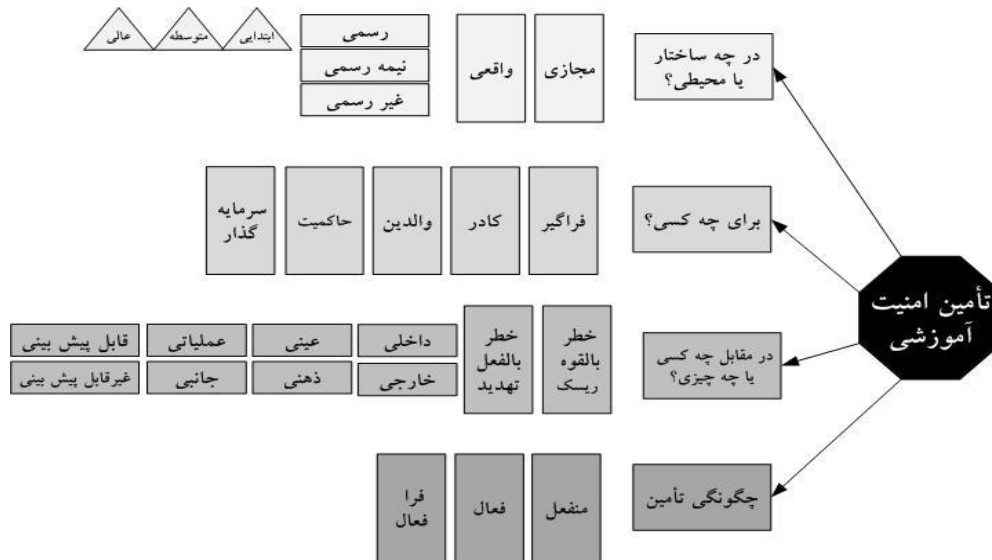 در چه ساختار
یا محیطی؟
مجازی
واقعی
رسمی
نیمه رسمی
غیر رسمی
ابتدایی
متوسطه
عالی
برای چه کسی؟
فراگیر
کادر
والدین
حاکمیت
سرمایه
گذار
تأمین امنیت
آموزشی
در مقابل چه کسی
یا چه چیزی؟
خطر
بالقوه
ریسک
خطر
بالفعل
تهدید
داخلی
خارجی
عینی
ذهنی
عملیاتی
جانبی
قابل پیش بینی
غیرقابل پیش بینی
چگونگی تأمین
منفعل
فعال
فرا
فعال